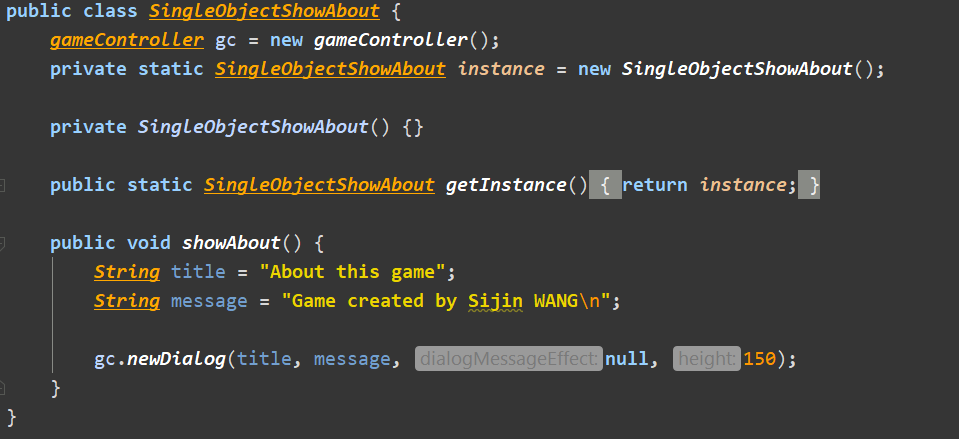 public class SingleObjectShowAbout {
gameController gc = new gameController();
private static SingleObjectShowAbout instance = new SingleObjectShowAbout();
private SingleObjectShowAbout() {}
public static SingleObjectShowAbout getInstance() { return instance; }
public void showAbout() {
String title = "About this game";
String message = "Game created by Sijin WANG\n";
gc.newDialog(title, message, dialogMessageEffect: null, height: 150);
}
}